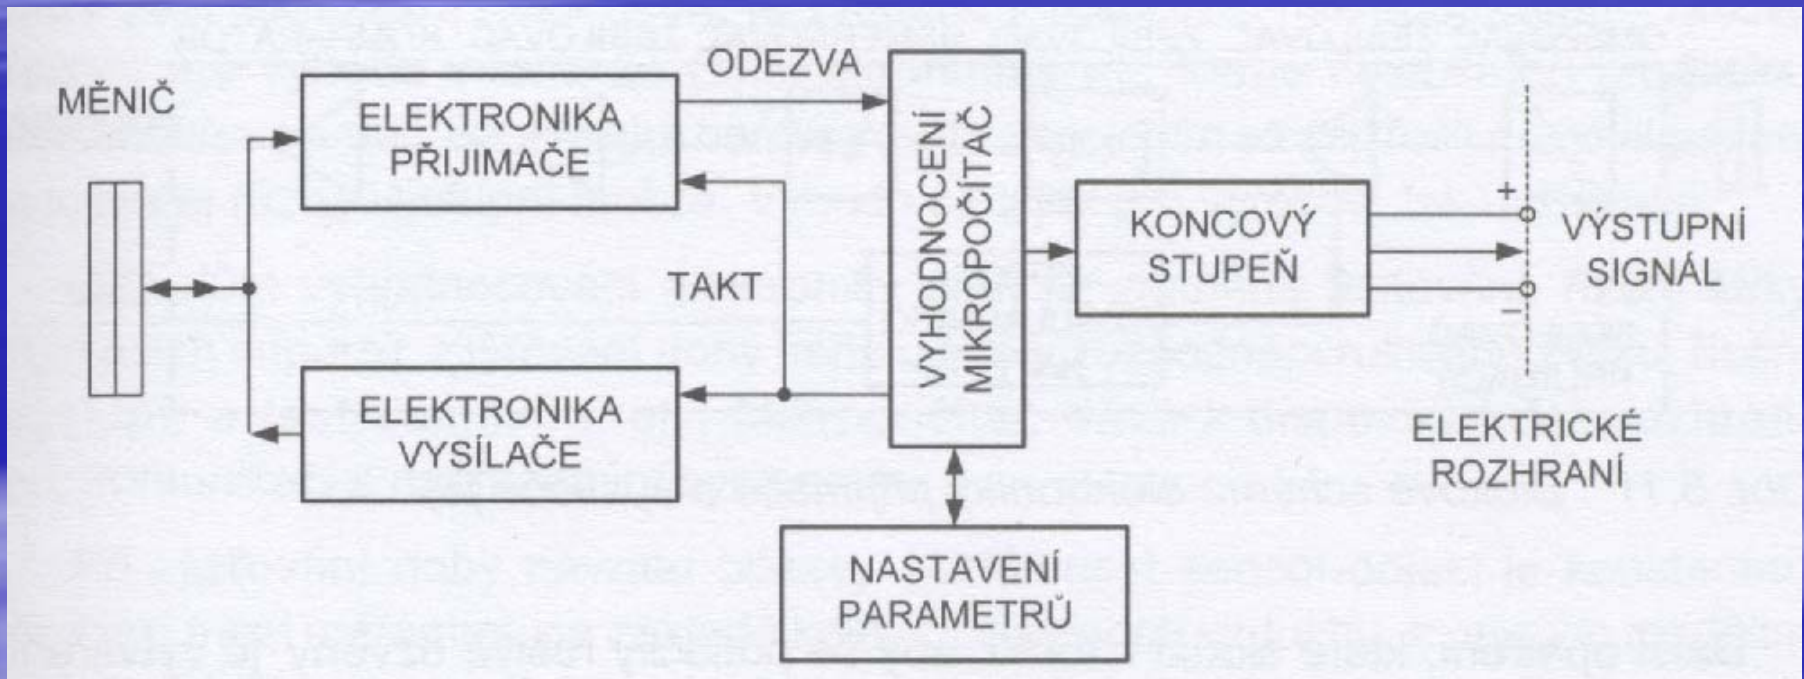 MĚNIČ
ELEKTRONIKA
PŘIJIMAČE
ODEZVA
VYHODNOCENÍ
MIKROPOČÍTAČ
TAKT
ELEKTRONIKA
VYSÍLAČE
KONCOVÝ
STUPEŇ
+
−
VÝSTUPNÍ
SIGNÁL
ELEKTRICKÉ
ROZHRANÍ
NASTAVENÍ
PARAMETRŮ